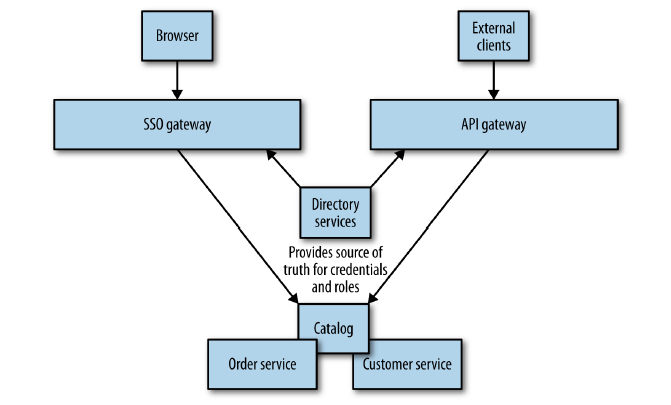 Browser
External
clients
SSO gateway
API gateway
Directory
services
Provides source of
truth for credentials
and roles
Catalog
Order service
Customer service